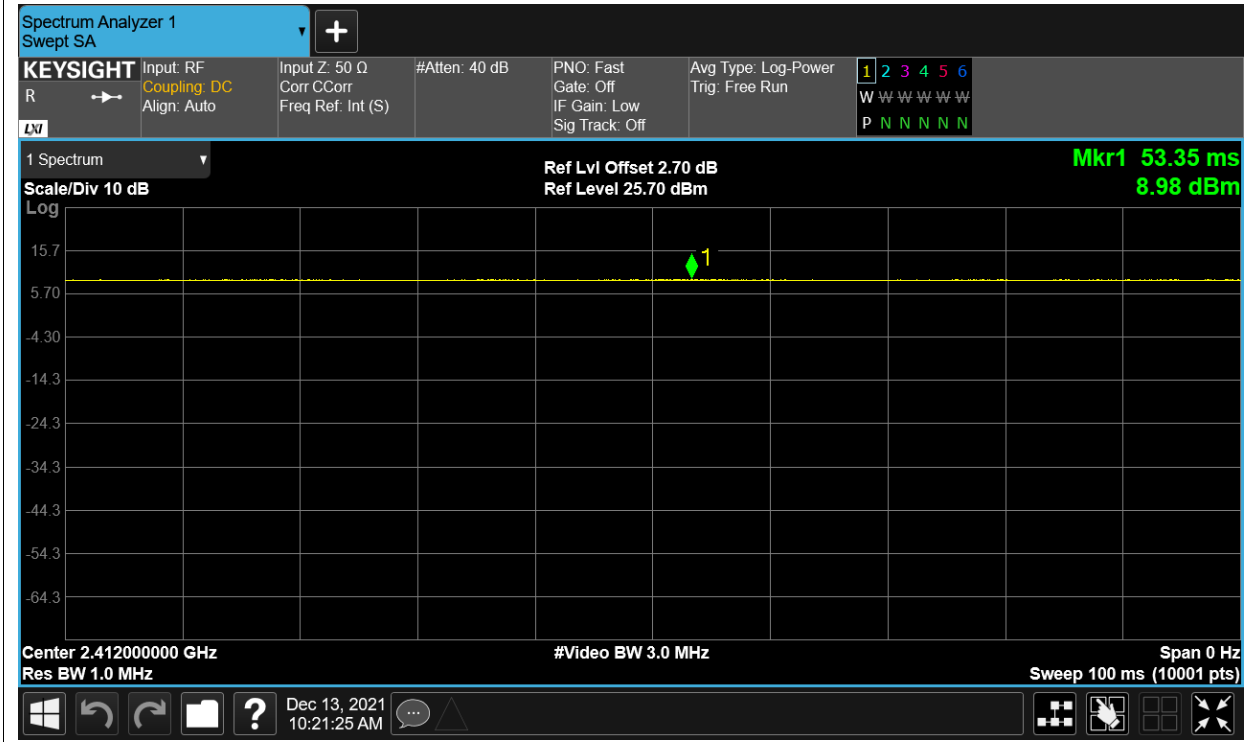 Spectrum Analyzer 1
Swept SA
+
KEYSIGHT
R
LXI
Input: RF
Coupling: DC
Align: Auto
Input Z: 50 Ω
Corr CCorr
Freq Ref: Int (S)
#Atten: 40 dB
PNO: Fast
Gate: Off
IF Gain: Low
Sig Track: Off
Avg Type: Log-Power
Trig: Free Run
1 2 3 4 5 6
W W W W W W
P N N N N N
1 Spectrum
Scale/Div 10 dB
Log
Ref Lvl Offset 2.70 dB
Ref Level 25.70 dBm
Mkr1 53.35 ms
8.98 dBm
1
15.7
5.70
-4.30
-14.3
-24.3
-34.3
-44.3
-54.3
-64.3
Center 2.412000000 GHz
Res BW 1.0 MHz
#Video BW 3.0 MHz
Span 0 Hz
Sweep 100 ms (10001 pts)
?
Dec 13, 2021
10:21:25 AM